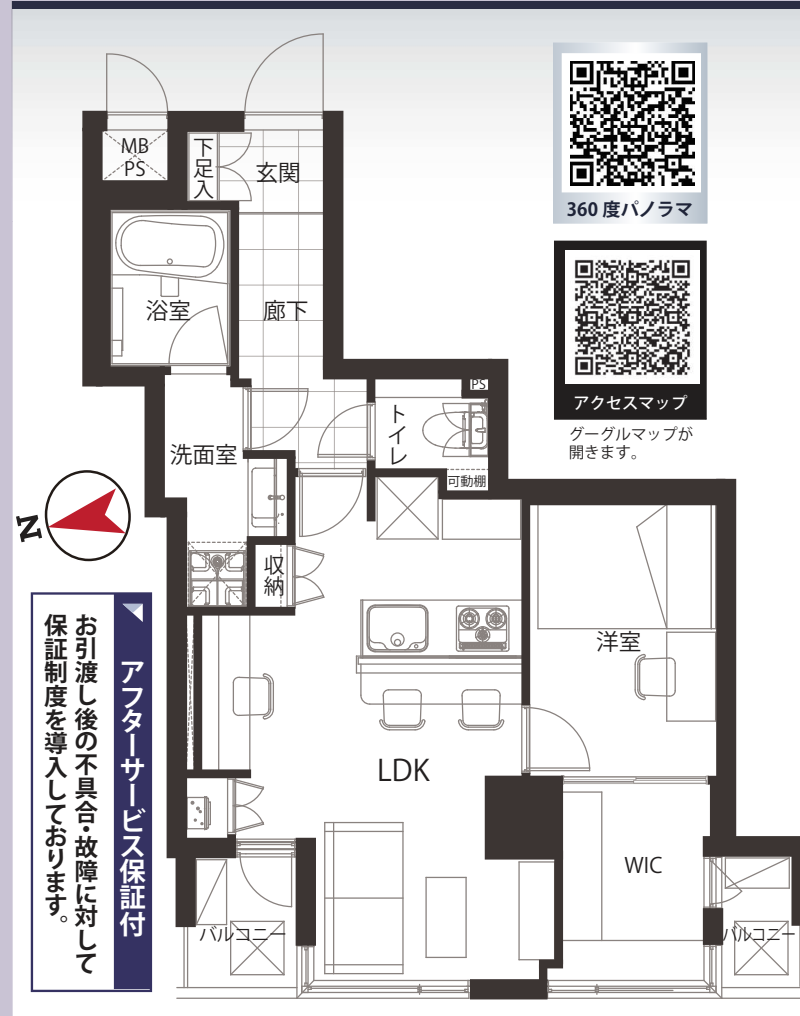 MB
PS
下足入
玄関
360度パノラマ
浴室
廊下
PS
アクセスマップ
トイレ
グーグルマップが
開きます。
洗面室
可動棚
N
収納
洋室
アフターサービス保証付
お引渡し後の不具合・故障に対して
保証制度を導入しております。
LDK
WIC
バルコニー
バルコニー